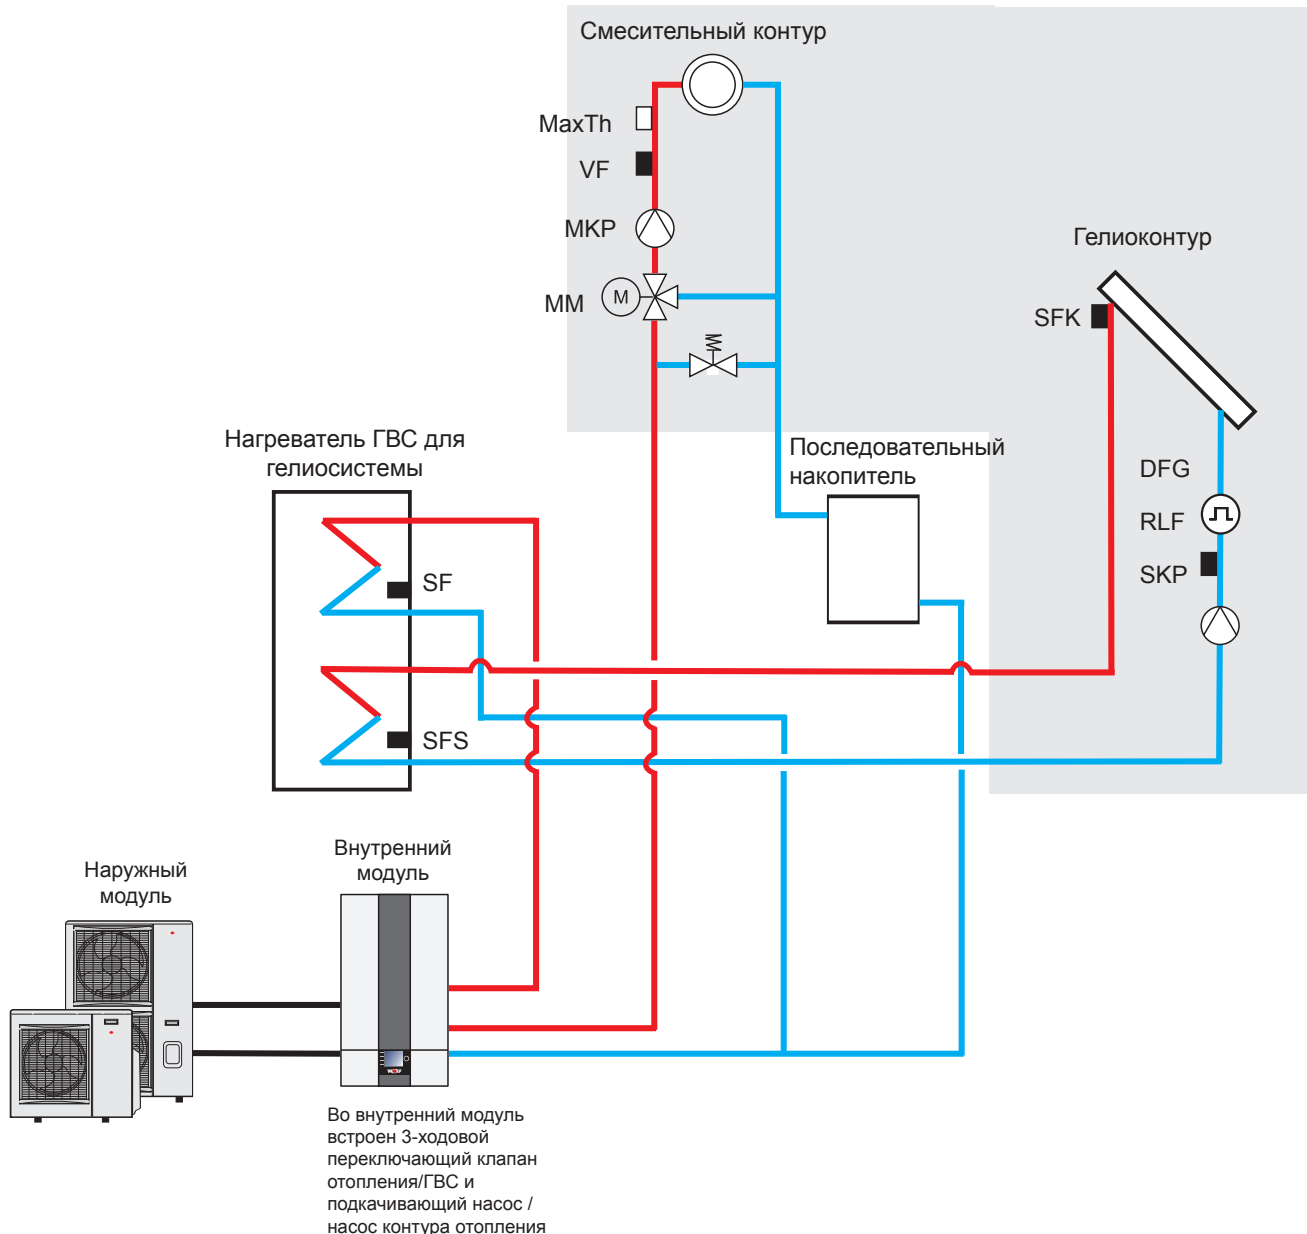 Смесительный контур
MaxTh
VF
MKP
MM
M
Гелиоконтур
SFK
DFG
RLF
SKP
Последовательный
накопитель
Нагреватель ГВС для
гелиосистемы
SF
SFS
Наружный
модуль
Внутренний
модуль
WOLF
Во внутренний модуль
встроен 3-ходовой
переключающий клапан
отопления/ГВС и
подкачивающий насос /
насос контура отопления